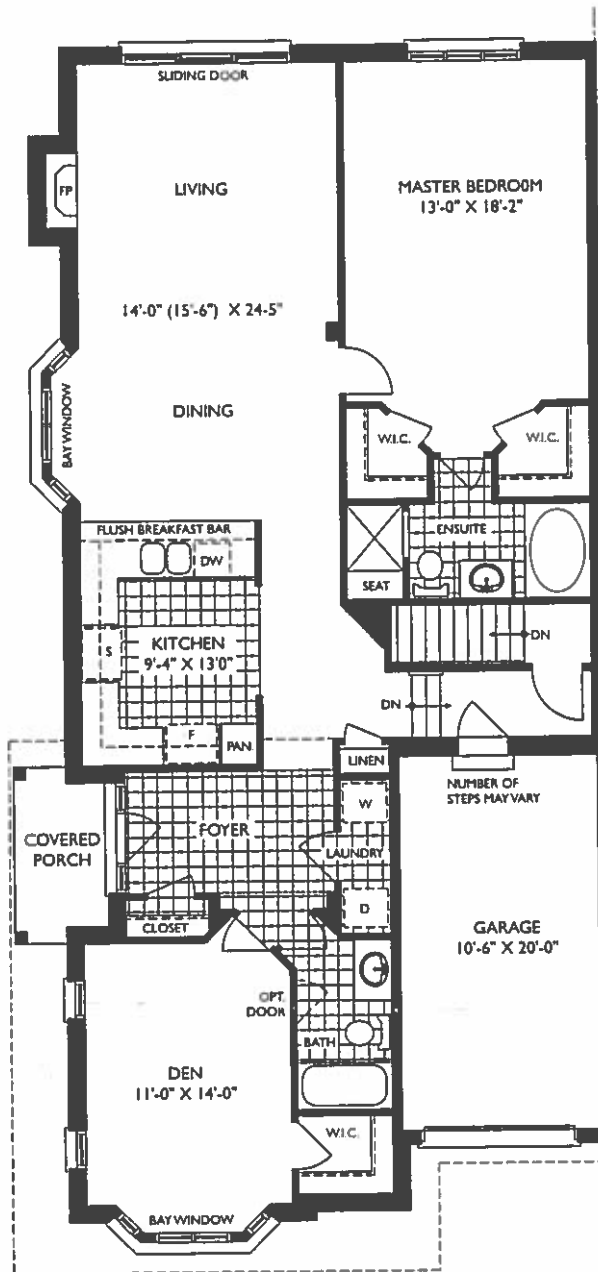 SLIDING DOOR
FP
LIVING
MASTER BEDROOM
13'-0" X 18'-2"
14'-0" (15'-6") X 24-5"
BAY WINDOW
DINING
W.I.C.
W.I.C.
FLUSH BREAKFAST BAR
DW
ENSUITE
SEAT
S
KITCHEN
9'-4" X 13'0"
DN
DN
F
PAN.
LINEN
NUMBER OF
STEPS MAY VARY
W
COVERED
PORCH
FOYER
LAUNDRY
D
CLOSET
GARAGE
10'-6" X 20'-0"
OPT.
DOOR
BATH
DEN
11'-0" X 14'-0"
W.I.C.
BAY WINDOW